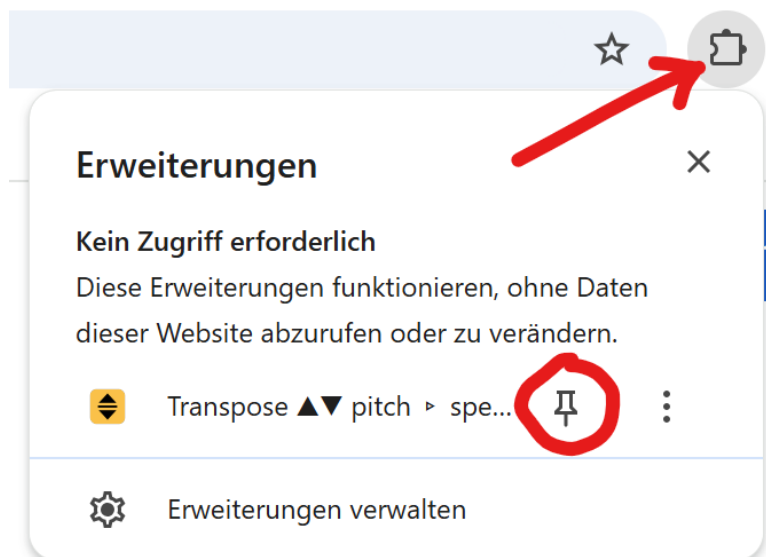 Erweiterungen
Kein Zugriff erforderlich
Diese Erweiterungen funktionieren, ohne Daten
dieser Website abzurufen oder zu verändern.
Transpose ▲▼ pitch ▹ spe...
Erweiterungen verwalten